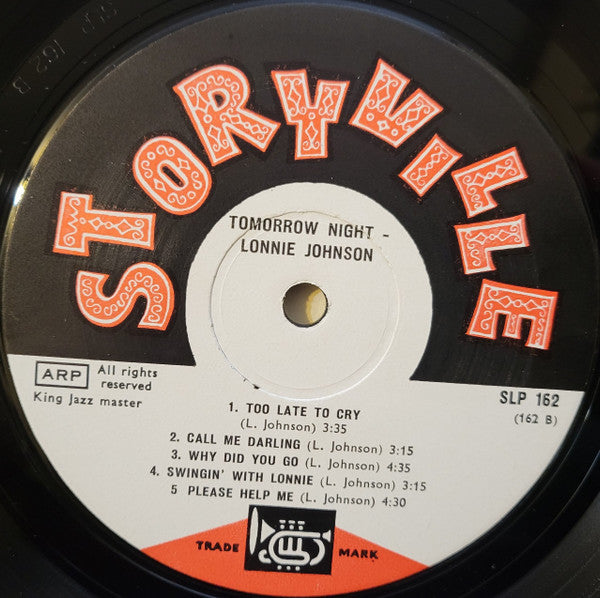 SLP 162 B
STORYVILLE
TOMORROW NIGHT -
LONNIE JOHNSON
ARP
All rights
reserved
King Jazz master
SLP 162
(162 B)
1. TOO LATE TO CRY
(L. Johnson) 3:35
2. CALL ME DARLING (L. Johnson) 3:15
3. WHY DID YOU GO (L. Johnson) 4:35
4. SWINGIN' WITH LONNIE (L. Johnson) 3:15
5 PLEASE HELP ME (L. Johnson) 4:30
TRADE MARK